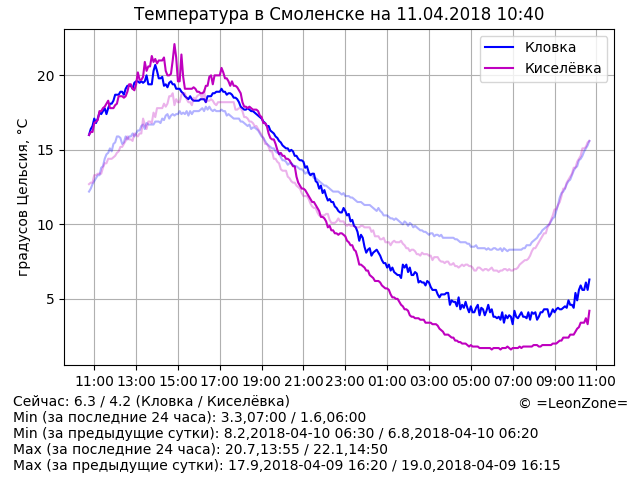 Температура в Смоленске на 11.04.2018 10:40
Кловка
Киселёвка
градусов Цельсия, °C
20
15
10
5
11:00 13:00 15:00 17:00 19:00 21:00 23:00 01:00 03:00 05:00 07:00 09:00 11:00
Сейчас: 6.3 / 4.2 (Кловка / Киселёвка)
© =LeonZone=
Min (за последние 24 часа): 3.3,07:00 / 1.6,06:00
Min (за предыдущие сутки): 8.2,2018-04-10 06:30 / 6.8,2018-04-10 06:20
Max (за последние 24 часа): 20.7,13:55 / 22.1,14:50
Max (за предыдущие сутки): 17.9,2018-04-09 16:20 / 19.0,2018-04-09 16:15